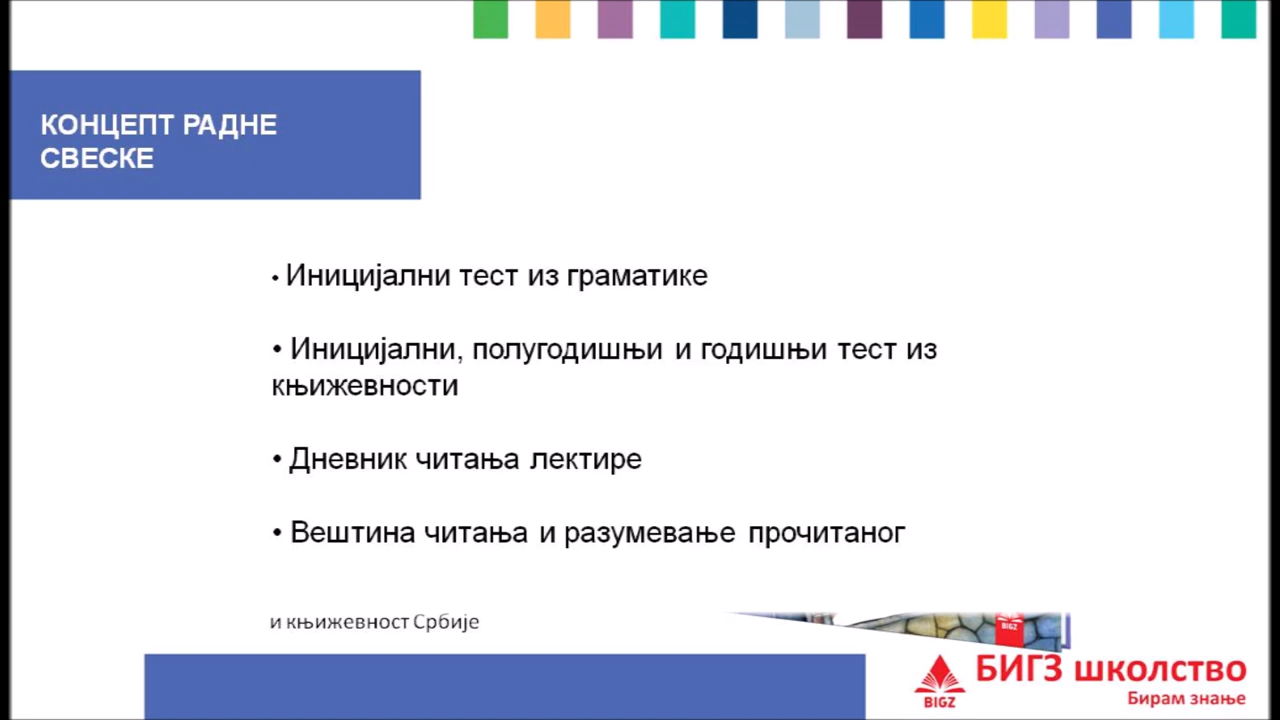 КОНЦЕПТ РАДНЕ
СВЕСКЕ
• Иницијални тест из граматике
• Иницијални, полугодишњи и годишњи тест из
књижевности
• Дневник читања лектире
• Вештина читања и разумевање прочитаног
и књижевност Србије
BIGZ
БИГЗ школство
Бирам знање
BIGZ